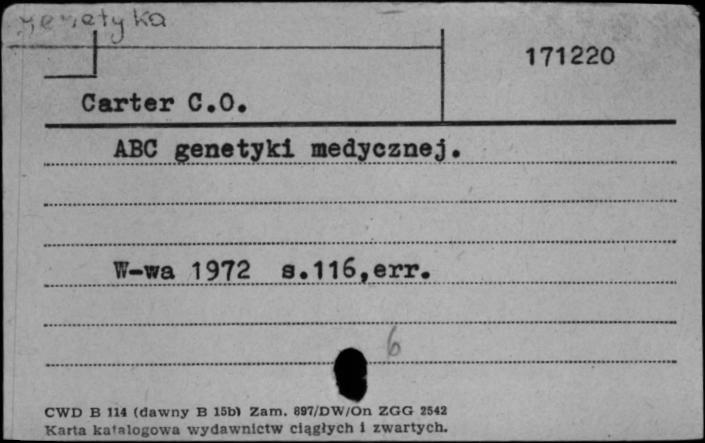 genetyka
171220
Carter C.O.
ABC genetyki medycznej.
W-wa 1972 s.116,err.
6
CWD B 114 (dawny B 15b) Zam. 897/DW/On ZGG 2542
Karta katalogowa wydawnictw ciągłych i zwartych.